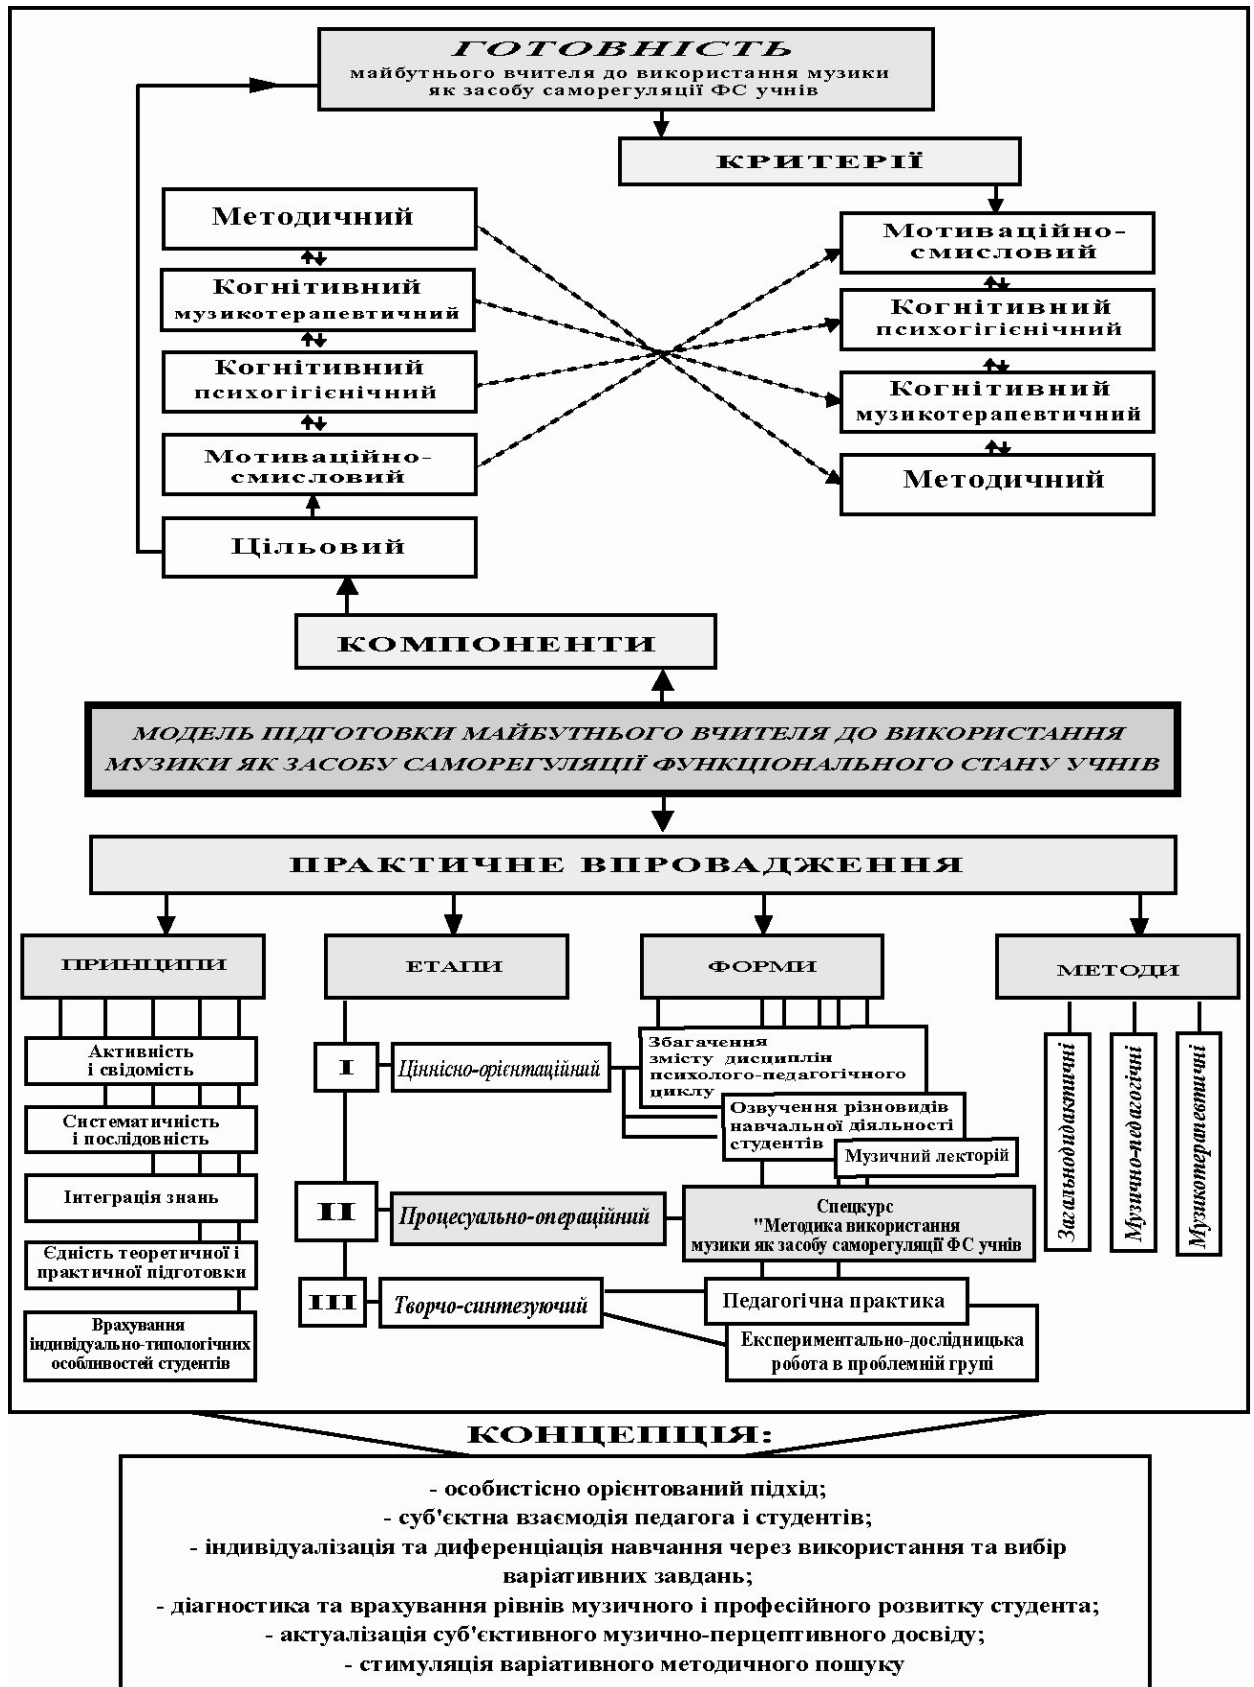 ГОТОВНІСТЬ
майбутнього вчителя до використання музики
як засобу саморегуляції ФС учнів
КРИТЕРІЇ
Методичний
Когнітивний
музикотерапевтичний
Когнітивний
психогігієнічний
Мотиваційно-
смисловий
Цільовий
Мотиваційно-
смисловий
Когнітивний
психогігієнічний
Когнітивний
музикотерапевтичний
Методичний
КОМПОНЕНТИ
МОДЕЛЬ ПІДГОТОВКИ МАЙБУТНЬОГО ВЧИТЕЛЯ ДО ВИКОРИСТАННЯ
МУЗИКИ ЯК ЗАСОБУ САМОРЕГУЛЯЦІЇ ФУНКЦІОНАЛЬНОГО СТАНУ УЧНІВ
ПРАКТИЧНЕ ВПРОВАДЖЕННЯ
ПРИНЦИПИ
Активність
і свідомість
Систематичність
і послідовність
Інтеграція знань
Єдність теоретичної і
практичної підготовки
Врахування
індивідуально-типологічних
особливостей студентів
ЕТАПИ
I
Ціннісно-орієнтаційний
II
Процесуально-операційний
III
Творчо-синтезуючий
ФОРМИ
Збагачення
змісту дисциплін
психолого-педагогічного
циклу
Озвучення різновидів
навчальної діяльності
студентів
Музичний лекторій
Спецкурс
"Методика використання
музики як засобу саморегуляції ФС учнів
Педагогічна практика
Експериментально-дослідницька
робота в проблемній групі
МЕТОДИ
Загальнодидактичні
Музично-педагогічні
Музикотерапевтичні
КОНЦЕПЦІЯ:
- особистісно орієнтований підхід;
- суб'єктна взаємодія педагога і студентів;
- індивідуалізація та диференціація навчання через використання та вибір
варіативних завдань;
- діагностика та врахування рівнів музичного і професійного розвитку студента;
- актуалізація суб'єктивного музично-перцептивного досвіду;
- стимуляція варіативного методичного пошуку